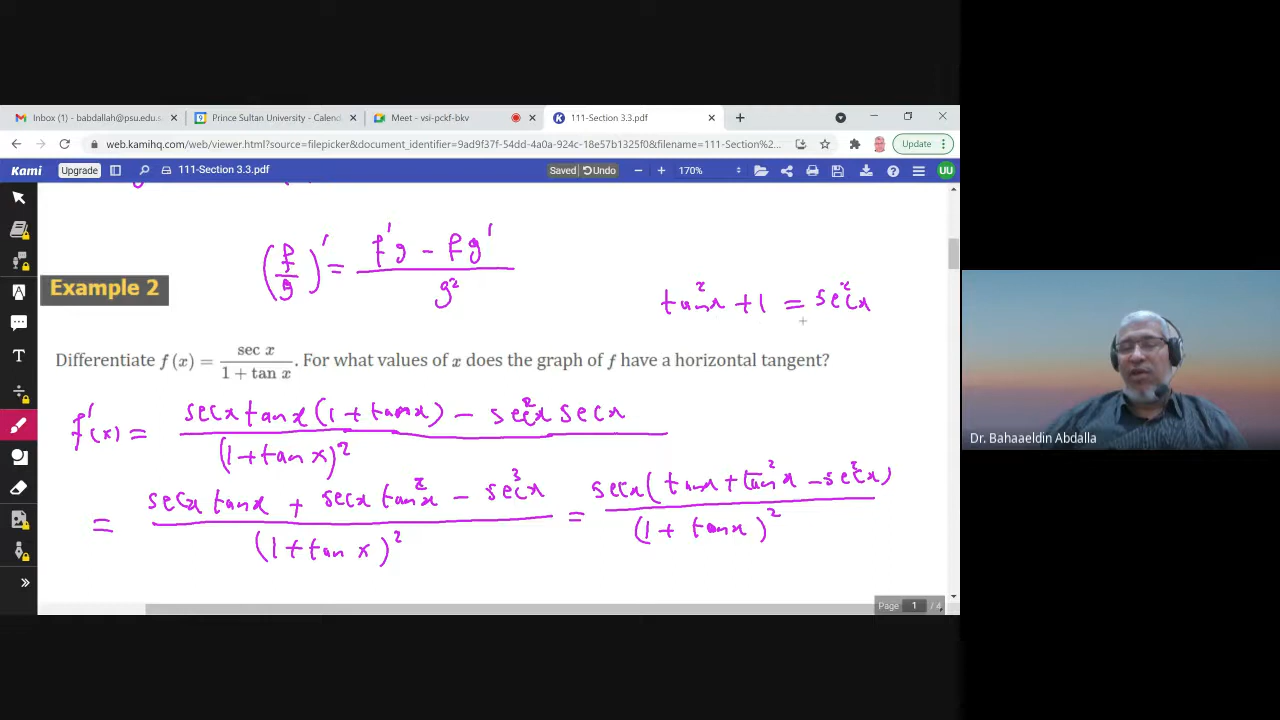 Inbox (1) - babdallah@psu.edu.s
Prince Sultan University - Calend
Meet - vsi-pckf-bkv
111-Section 3.3.pdf
web.kamihq.com/web/viewer.html?source=filepicker&document_identifier=9ad9f37f-54dd-4a0a-924c-18e57b1325f0&filename=111-Section%2...
Update
Kami Upgrade 111-Section 3.3.pdf Saved Undo 170% UU
(f/g)' = (f'g - fg')/g²
Example 2
tan²x + 1 = sec²x
Differentiate f (x) = sec x / (1 + tan x). For what values of x does the graph of f have a horizontal tangent?
f'(x) = (secx tanx (1 + tanx) - sec²x secx) / (1 + tan x)²
= (secx tanx + secx tan²x - sec³x) / (1 + tan x)² = secx (tanx + tan²x - sec²x) / (1 + tanx)²
Dr. Bahaaeldin Abdalla
Page 1 / 4